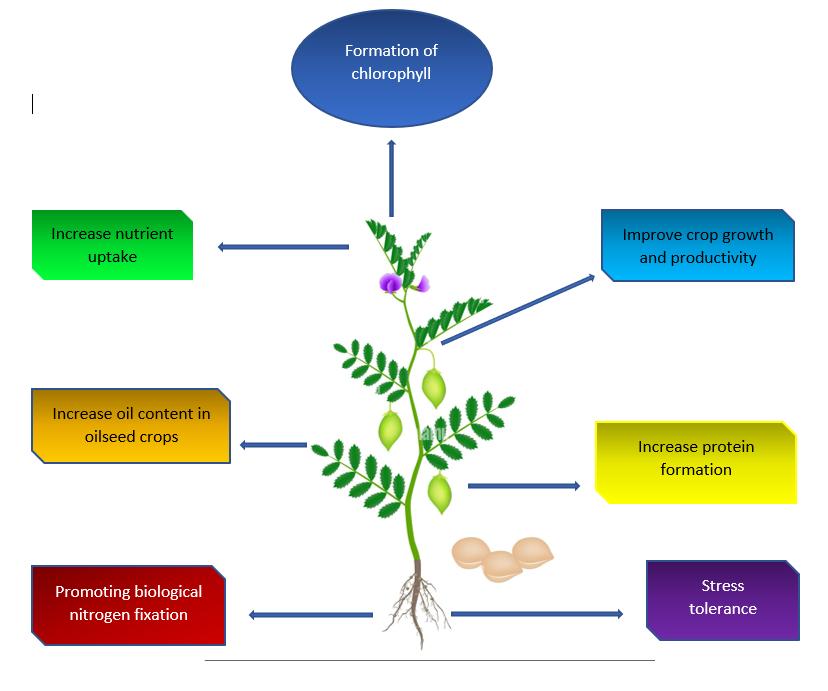 Formation of
chlorophyll
Increase nutrient
uptake
Improve crop growth
and productivity
Increase oil content in
oilseed crops
Increase protein
formation
Promoting biological
nitrogen fixation
Stress
tolerance